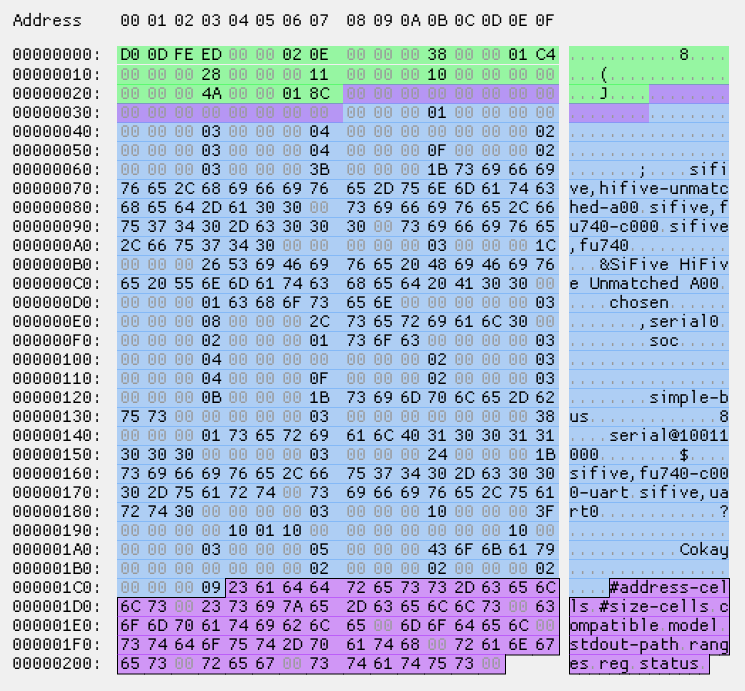 Address 00 01 02 03 04 05 06 07 08 09 0A 0B 0C 0D 0E 0F
00000000: D0 0D FE ED 00 00 02 0E 00 00 00 38 00 00 01 C4 ...........8....
00000010: 00 00 00 28 00 00 00 11 00 00 00 10 00 00 00 00 ...(............
00000020: 00 00 00 4A 00 00 01 8C 00 00 00 00 00 00 00 00 ...J............
00000030: 00 00 00 00 00 00 00 00 00 00 00 01 00 00 00 00 ................
00000040: 00 00 00 03 00 00 00 04 00 00 00 00 00 00 00 02 ................
00000050: 00 00 00 03 00 00 00 04 00 00 00 0F 00 00 00 02 ................
00000060: 00 00 00 03 00 00 00 3B 00 00 00 1B 73 69 66 69 .......;....sifi
00000070: 76 65 2C 68 69 66 69 76 65 2D 75 6E 6D 61 74 63 ve,hifive-unmatc
00000080: 68 65 64 2D 61 30 30 00 73 69 66 69 76 65 2C 66 hed-a00.sifive,f
00000090: 75 37 34 30 2D 63 30 30 30 00 73 69 66 69 76 65 u740-c000.sifive
000000A0: 2C 66 75 37 34 30 00 00 00 00 00 03 00 00 00 1C ,fu740..........
000000B0: 00 00 00 26 53 69 46 69 76 65 20 48 69 46 69 76 ...&SiFive HiFiv
000000C0: 65 20 55 6E 6D 61 74 63 68 65 64 20 41 30 30 00 e Unmatched A00.
000000D0: 00 00 00 01 63 68 6F 73 65 6E 00 00 00 00 00 03 ....chosen......
000000E0: 00 00 00 08 00 00 00 2C 73 65 72 69 61 6C 30 00 .......,serial0.
000000F0: 00 00 00 02 00 00 00 01 73 6F 63 00 00 00 00 03 ........soc.....
00000100: 00 00 00 04 00 00 00 00 00 00 00 02 00 00 00 03 ................
00000110: 00 00 00 04 00 00 00 0F 00 00 00 02 00 00 00 03 ................
00000120: 00 00 00 0B 00 00 00 1B 73 69 6D 70 6C 65 2D 62 ........simple-b
00000130: 75 73 00 00 00 00 00 03 00 00 00 00 00 00 00 38 us.............8
00000140: 00 00 00 01 73 65 72 69 61 6C 40 31 30 30 31 31 ....serial@10011
00000150: 30 30 30 00 00 00 00 03 00 00 00 24 00 00 00 1B 000........$....
00000160: 73 69 66 69 76 65 2C 66 75 37 34 30 2D 63 30 30 sifive,fu740-c00
00000170: 30 2D 75 61 72 74 00 73 69 66 69 76 65 2C 75 61 0-uart.sifive,ua
00000180: 72 74 30 00 00 00 00 03 00 00 00 10 00 00 00 3F rt0............?
00000190: 00 00 00 00 10 01 10 00 00 00 00 00 00 00 10 00 ................
000001A0: 00 00 00 03 00 00 00 05 00 00 00 43 6F 6B 61 79 ...........Cokay
000001B0: 00 00 00 00 00 00 00 02 00 00 00 02 00 00 00 02 ................
000001C0: 00 00 00 09 23 61 64 64 72 65 73 73 2D 63 65 6C ....#address-cel
000001D0: 6C 73 00 23 73 69 7A 65 2D 63 65 6C 6C 73 00 63 ls.#size-cells.c
000001E0: 6F 6D 70 61 74 69 62 6C 65 00 6D 6F 64 65 6C 00 ompatible.model.
000001F0: 73 74 64 6F 75 74 2D 70 61 74 68 00 72 61 6E 67 stdout-path.rang
00000200: 65 73 00 72 65 67 00 73 74 61 74 75 73 00 es.reg.status.